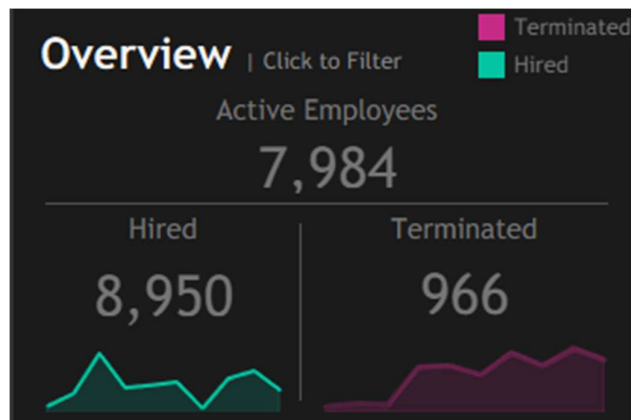 Overview | Click to Filter
Terminated
Hired
Active Employees
7,984
Hired
8,950
Terminated
966